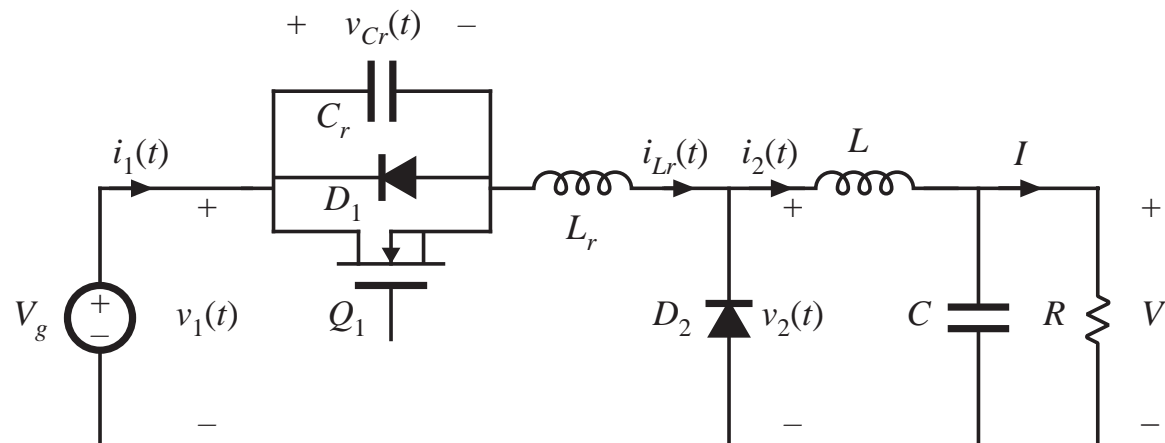 + v_Cr(t) –
C_r
i_1(t)
D_1
i_Lr(t)
i_2(t)
L
I
+
L_r
+
+
V_g
+
–
v_1(t)
Q_1
D_2
v_2(t)
C
R
V
–
–
–